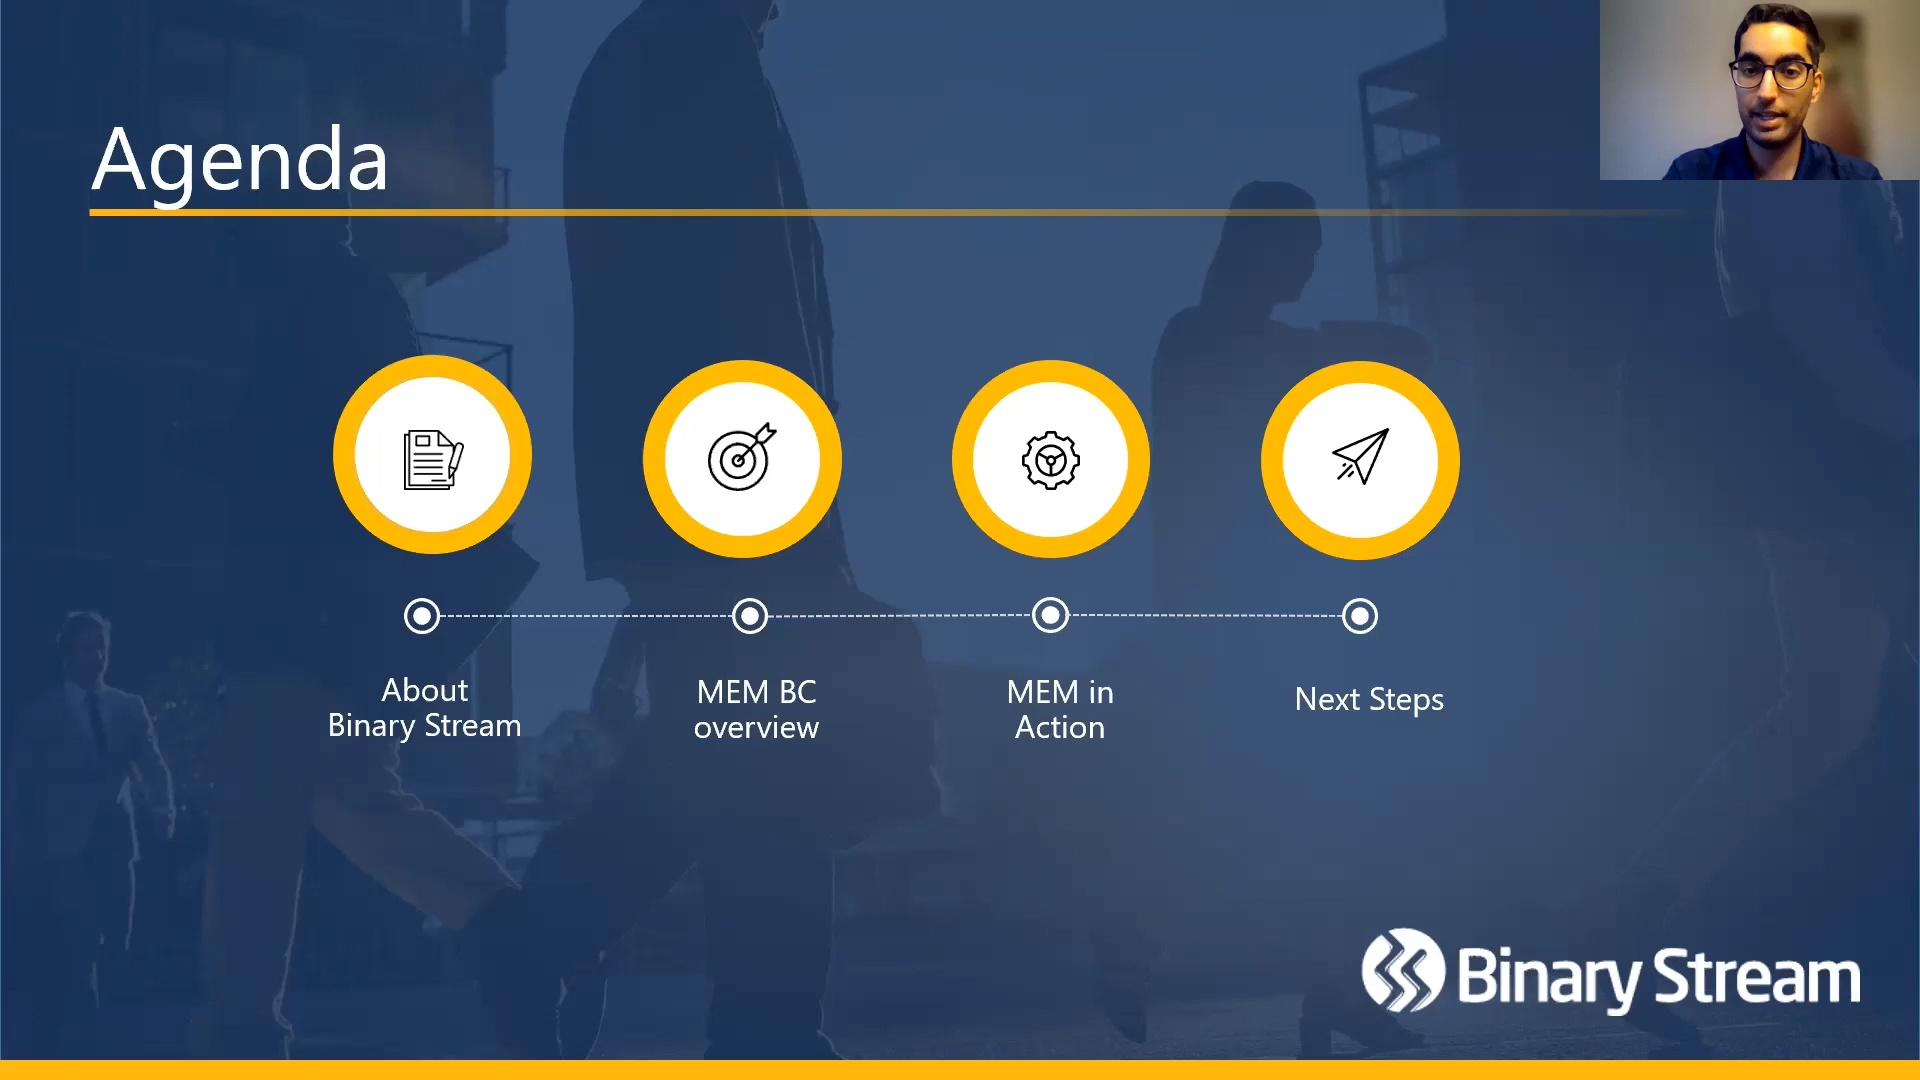 Agenda
About
Binary Stream
MEM BC
overview
MEM in
Action
Next Steps
Binary Stream